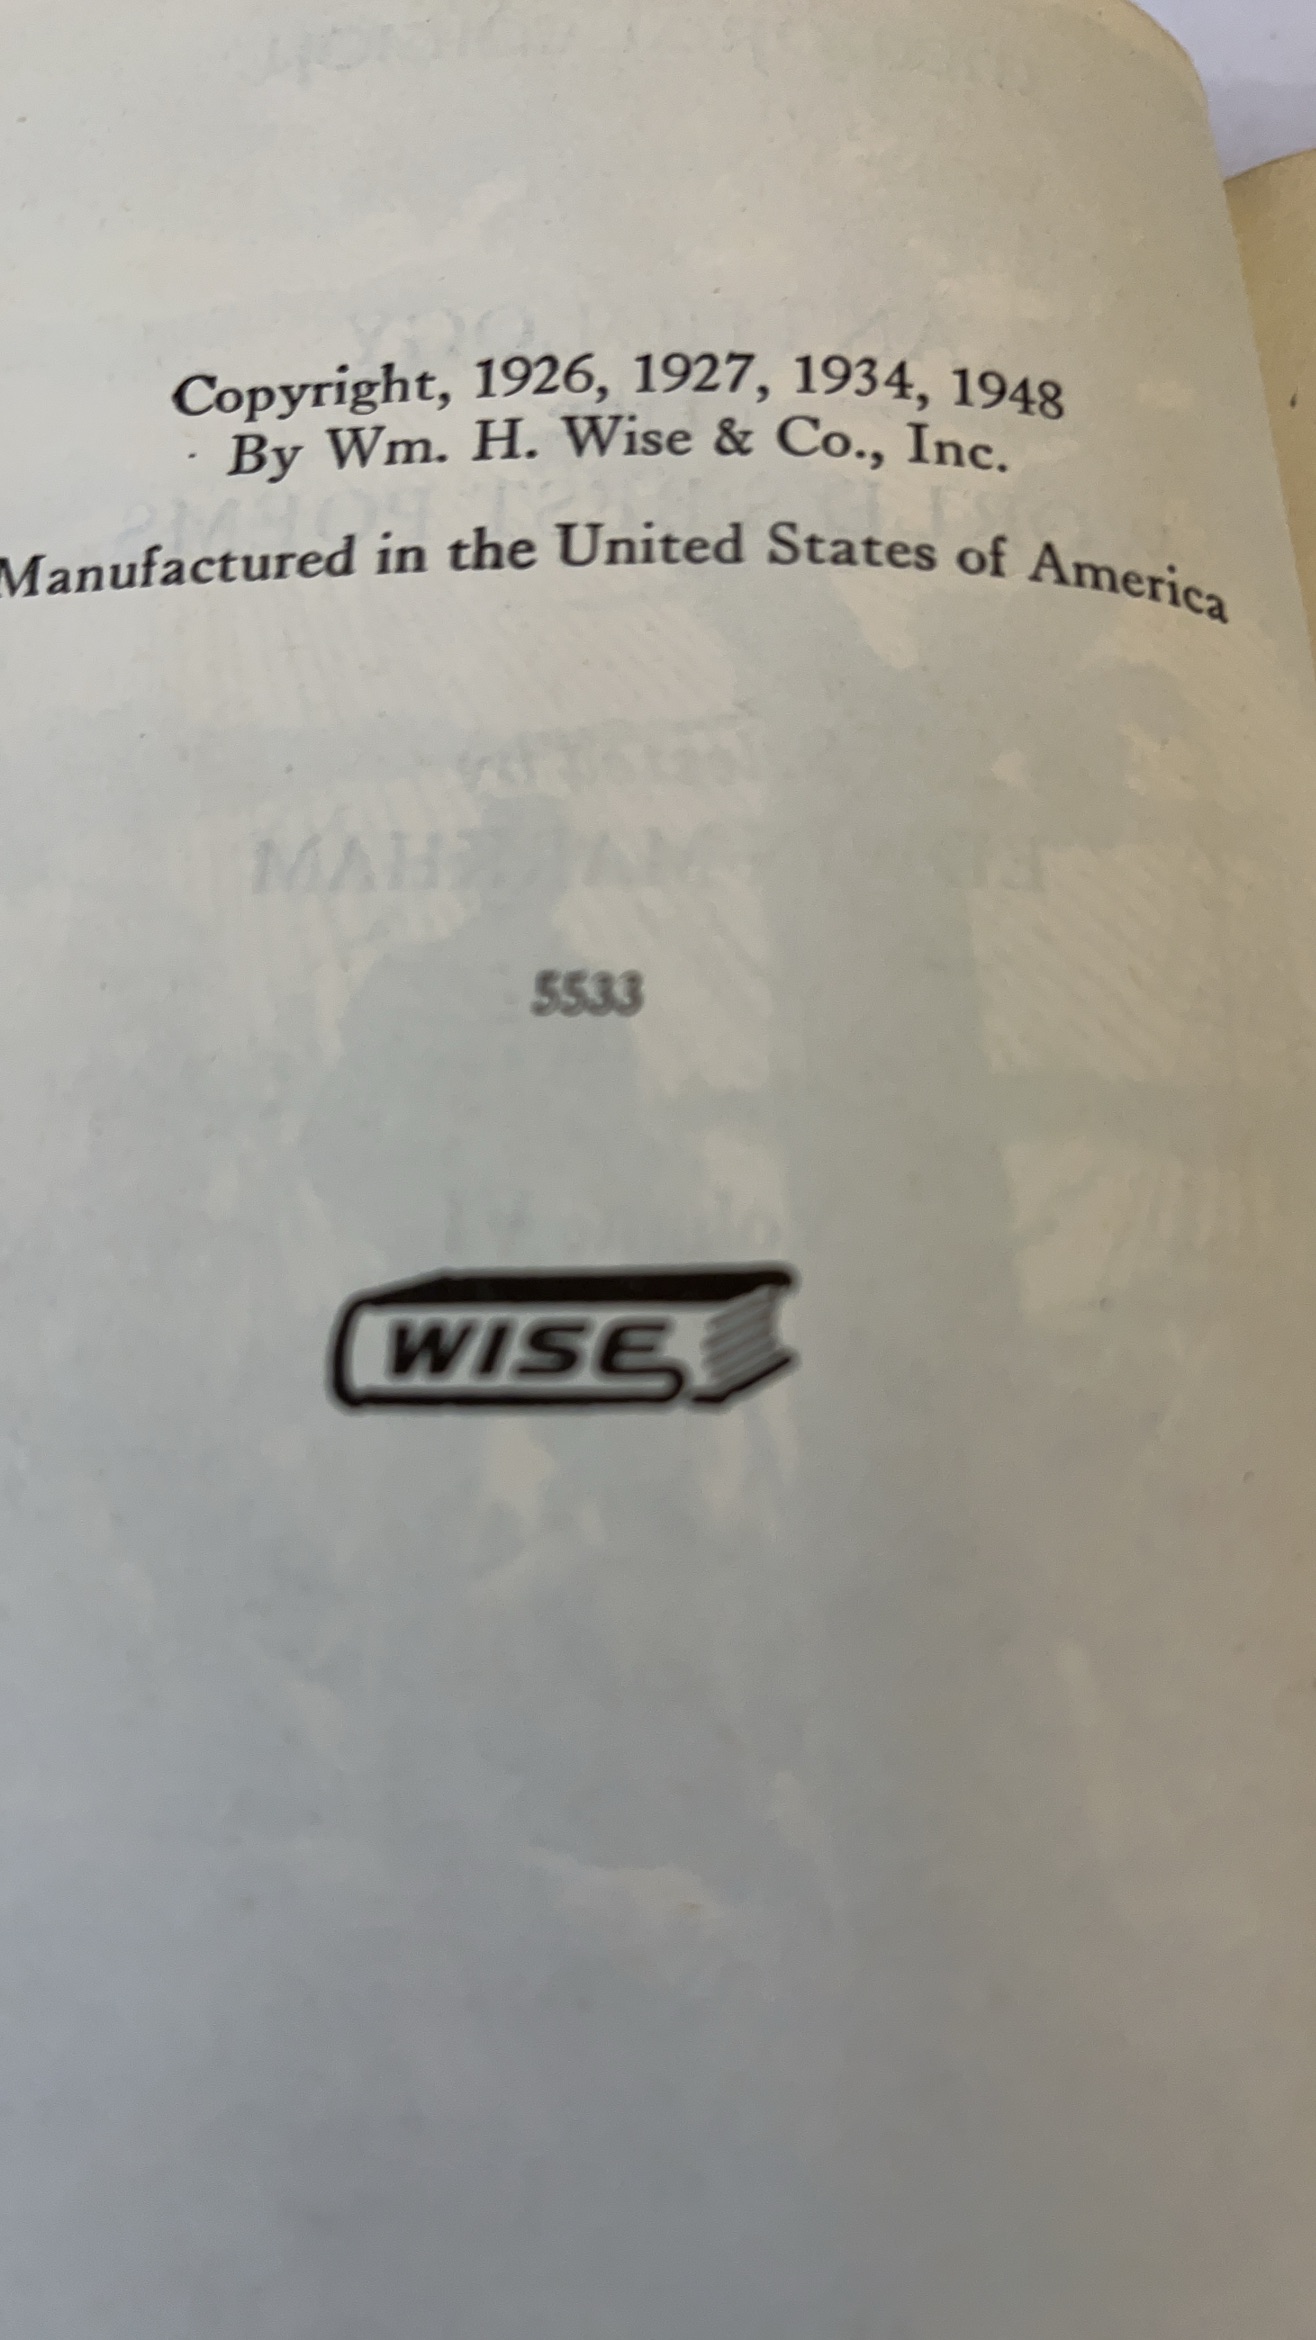 Copyright, 1926, 1927, 1934, 1948
By Wm. H. Wise & Co., Inc.
Manufactured in the United States of America
5533
WISE